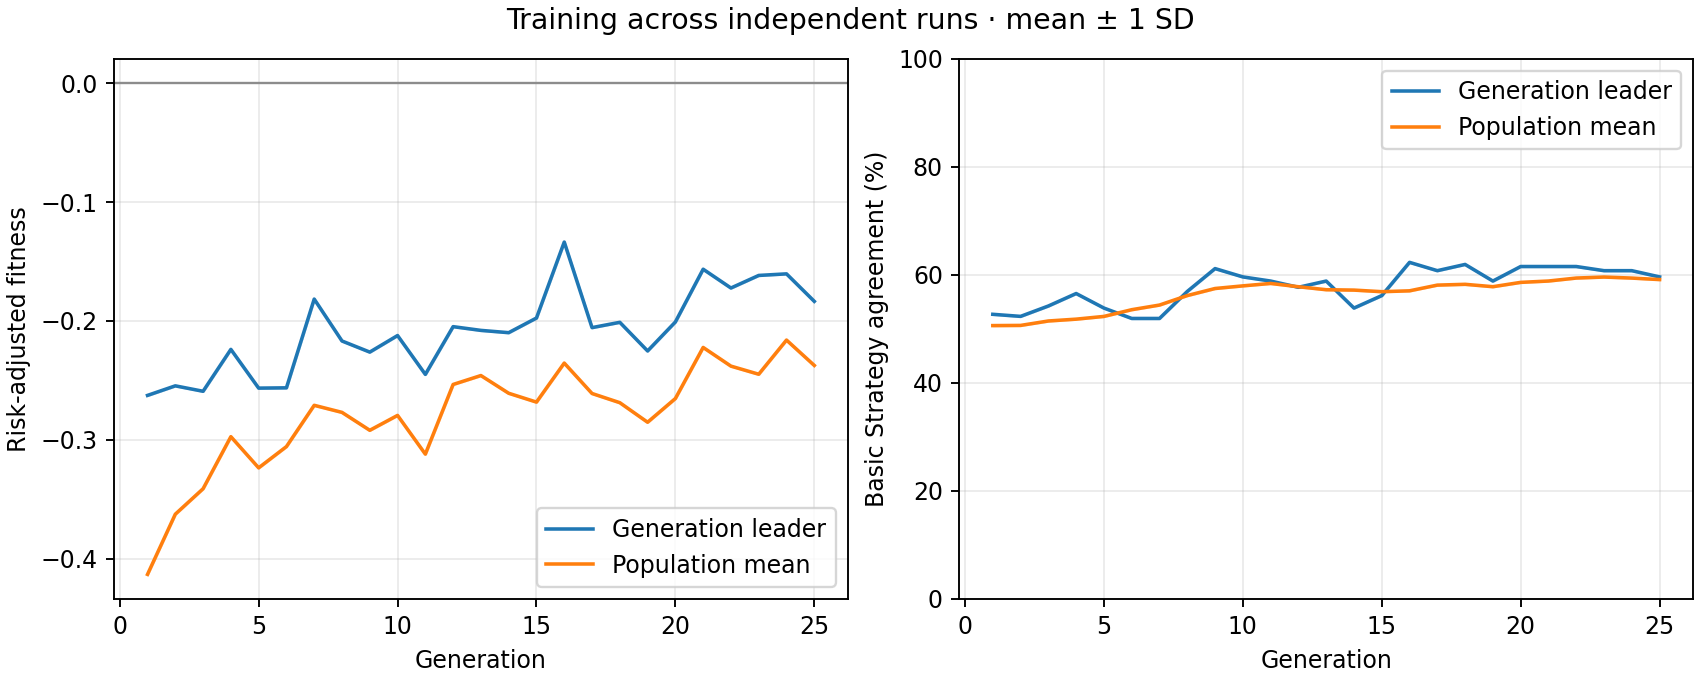 Training across independent runs · mean ± 1 SD
Risk-adjusted fitness
0.0
−0.1
−0.2
−0.3
−0.4
Generation leader
Population mean
0
5
10
15
20
25
Generation
Basic Strategy agreement (%)
100
80
60
40
20
0
Generation leader
Population mean
0
5
10
15
20
25
Generation